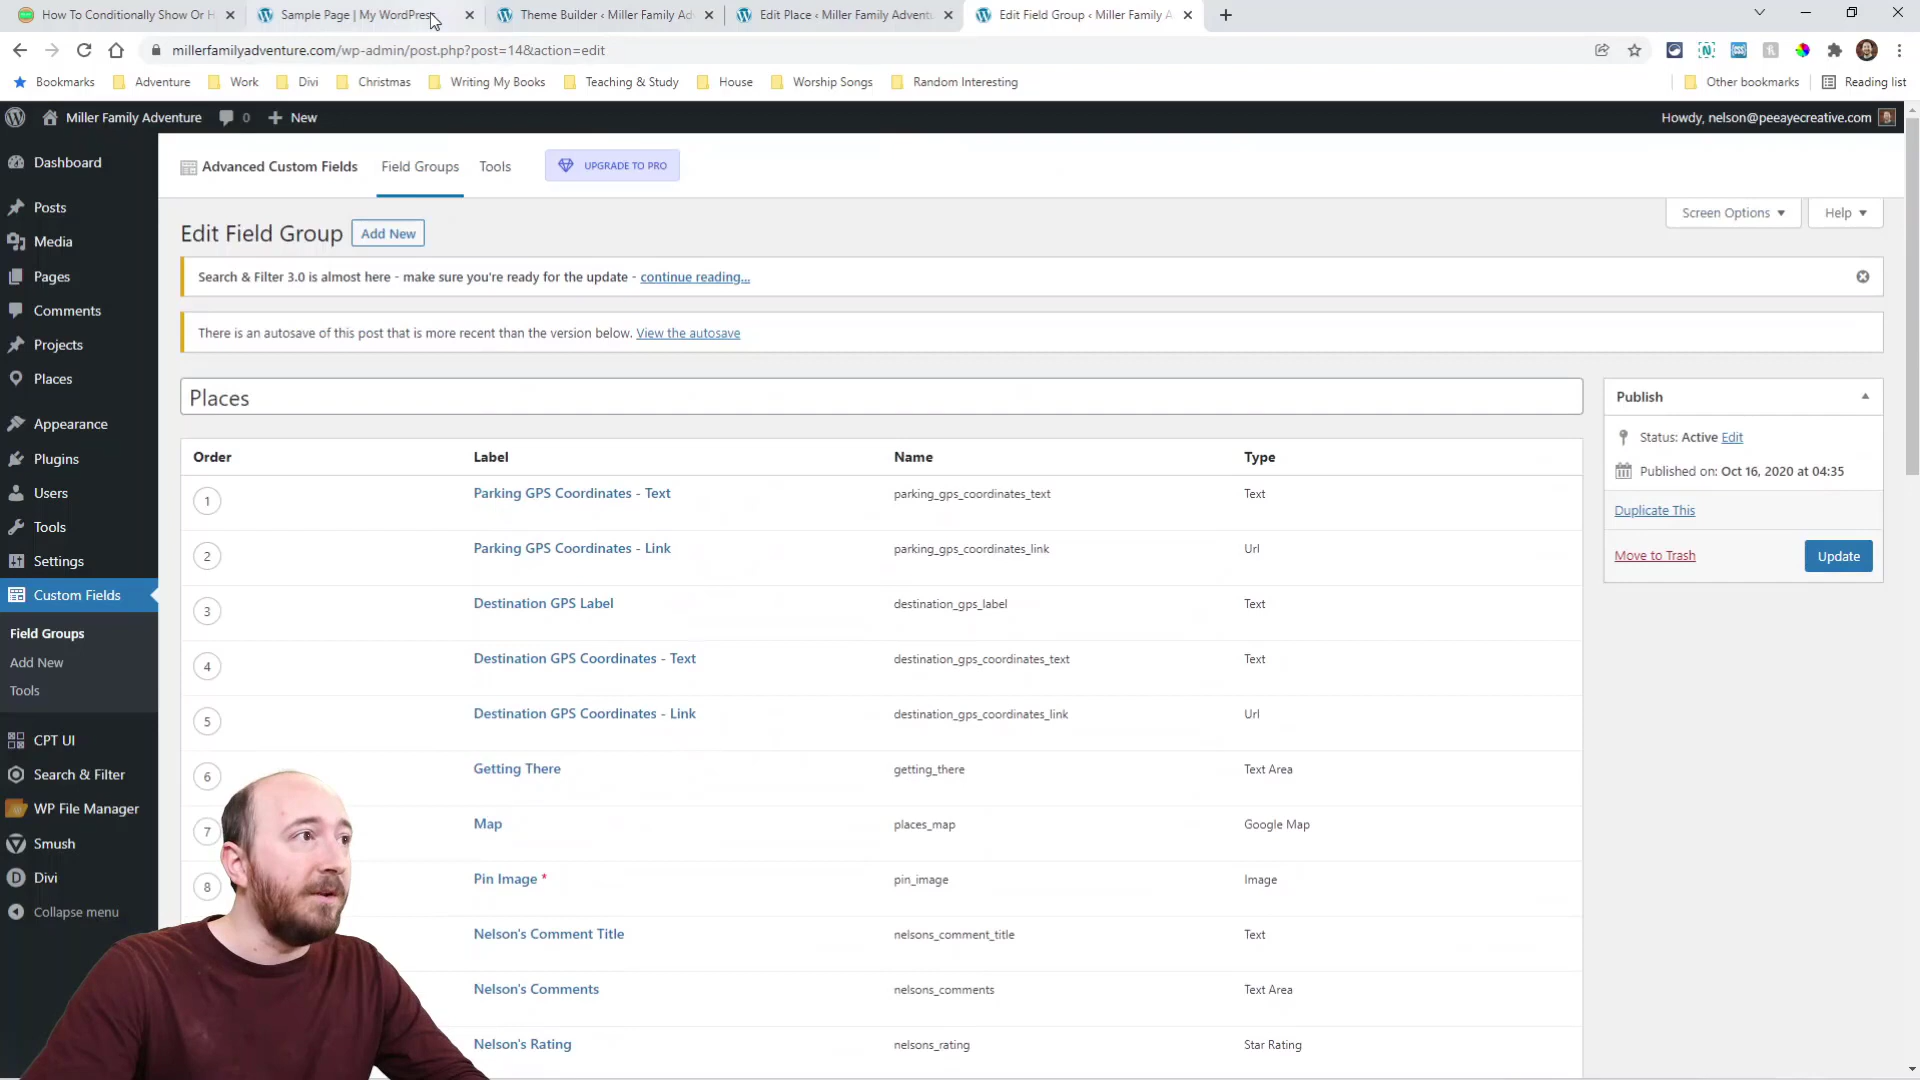 How To Conditionally Show Or H
Sample Page | My WordPress
Theme Builder ‹ Miller Family Ad
Edit Place ‹ Miller Family Adventu
Edit Field Group ‹ Miller Family A
millerfamilyadventure.com/wp-admin/post.php?post=14&action=edit
Bookmarks
Adventure
Work
Divi
Christmas
Writing My Books
Teaching & Study
House
Worship Songs
Random Interesting
Other bookmarks
Reading list
Miller Family Adventure
0
New
Howdy, nelson@peeayecreative.com
Dashboard
Posts
Media
Pages
Comments
Projects
Places
Appearance
Plugins
Users
Tools
Settings
Custom Fields
Field Groups
Add New
Tools
CPT UI
Search & Filter
WP File Manager
Smush
Divi
Collapse menu
Advanced Custom Fields
Field Groups
Tools
UPGRADE TO PRO
Screen Options
Help
Edit Field Group
Add New
Search & Filter 3.0 is almost here - make sure you're ready for the update - continue reading...
There is an autosave of this post that is more recent than the version below. View the autosave
Places
Order Label Name Type
1 Parking GPS Coordinates - Text parking_gps_coordinates_text Text
2 Parking GPS Coordinates - Link parking_gps_coordinates_link Url
3 Destination GPS Label destination_gps_label Text
4 Destination GPS Coordinates - Text destination_gps_coordinates_text Text
5 Destination GPS Coordinates - Link destination_gps_coordinates_link Url
6 Getting There getting_there Text Area
7 Map places_map Google Map
8 Pin Image * pin_image Image
Nelson's Comment Title nelsons_comment_title Text
Nelson's Comments nelsons_comments Text Area
Nelson's Rating nelsons_rating Star Rating
Publish
Status: Active Edit
Published on: Oct 16, 2020 at 04:35
Duplicate This
Move to Trash
Update